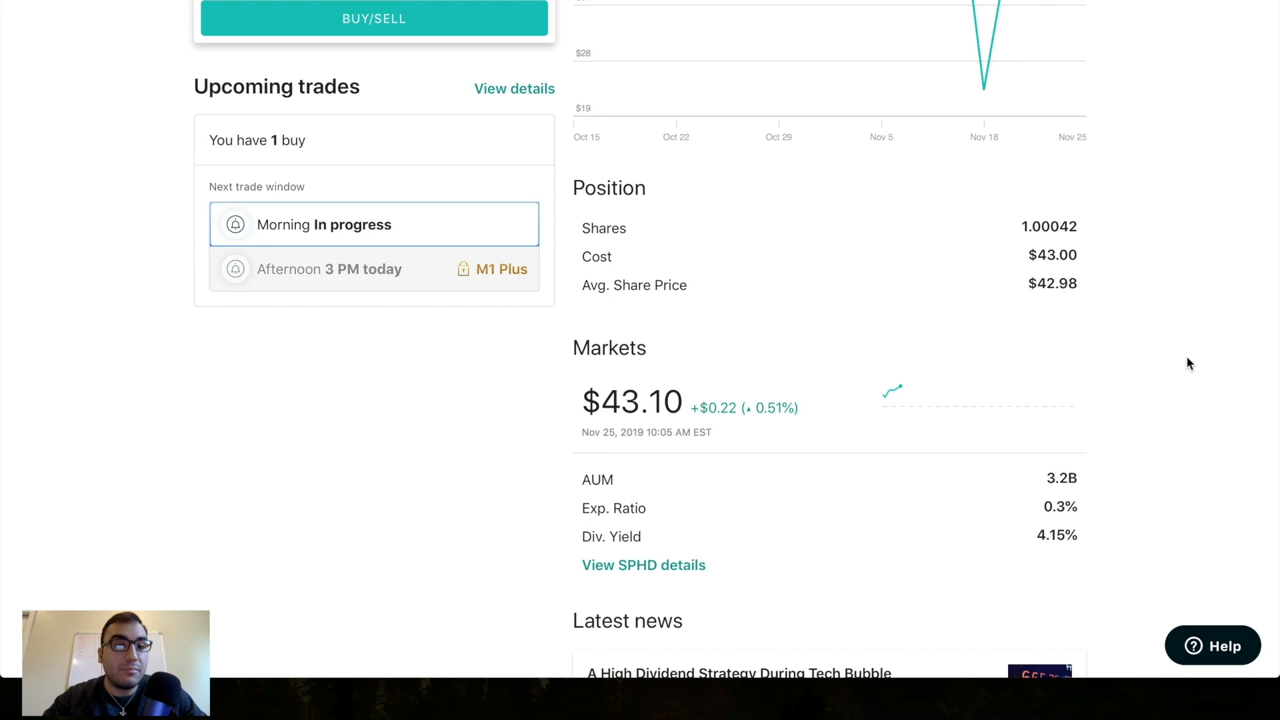 BUY/SELL
Upcoming trades
View details
You have 1 buy
Next trade window
Morning In progress
Afternoon 3 PM today
M1 Plus
$28
$19
Oct 15 Oct 22 Oct 29 Nov 5 Nov 18 Nov 25
Position
Shares 1.00042
Cost $43.00
Avg. Share Price $42.98
Markets
$43.10 +$0.22 (▲ 0.51%)
Nov 25, 2019 10:05 AM EST
AUM 3.2B
Exp. Ratio 0.3%
Div. Yield 4.15%
View SPHD details
Latest news
A High Dividend Strategy During Tech Bubble
Help